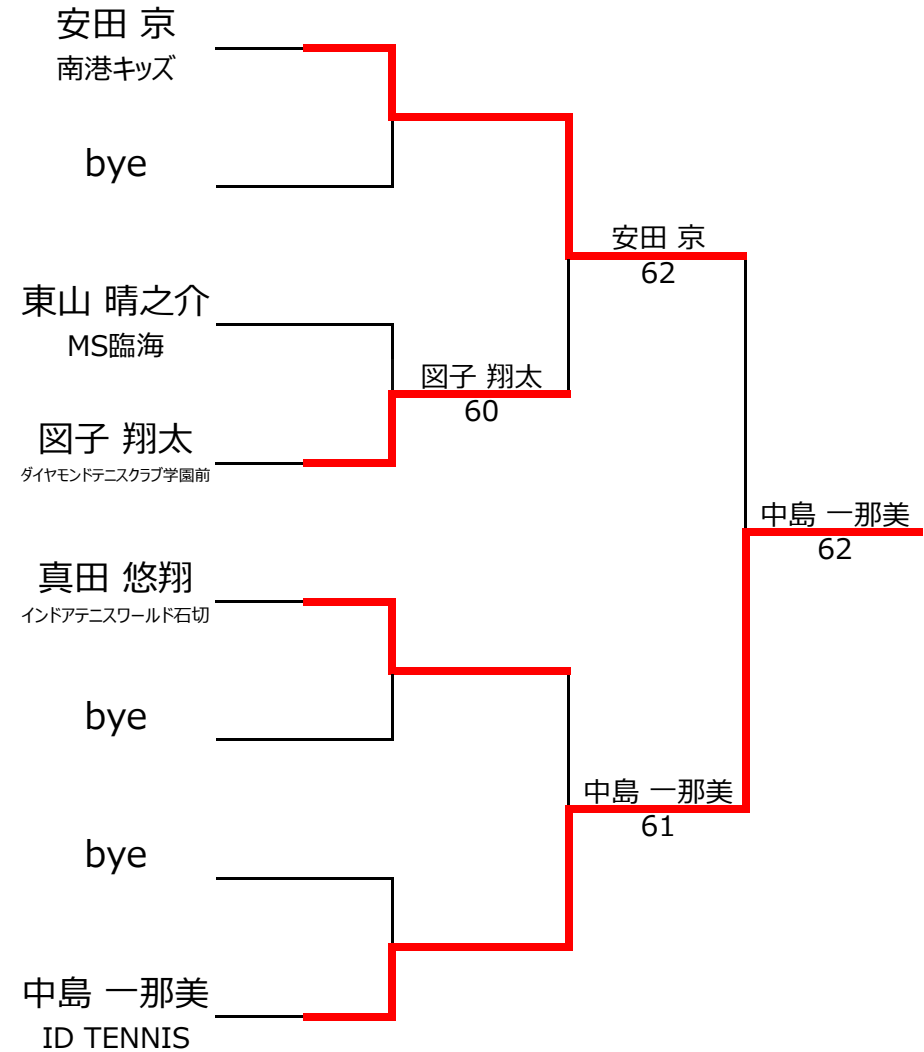 安田 京
南港キッズ
bye
東山 晴之介
MS臨海
図子 翔太
ダイヤモンドテニスクラブ学園前
真田 悠翔
インドアテニスワールド石切
bye
bye
中島 一那美
ID TENNIS
図子 翔太
60
安田 京
62
中島 一那美
61
中島 一那美
62